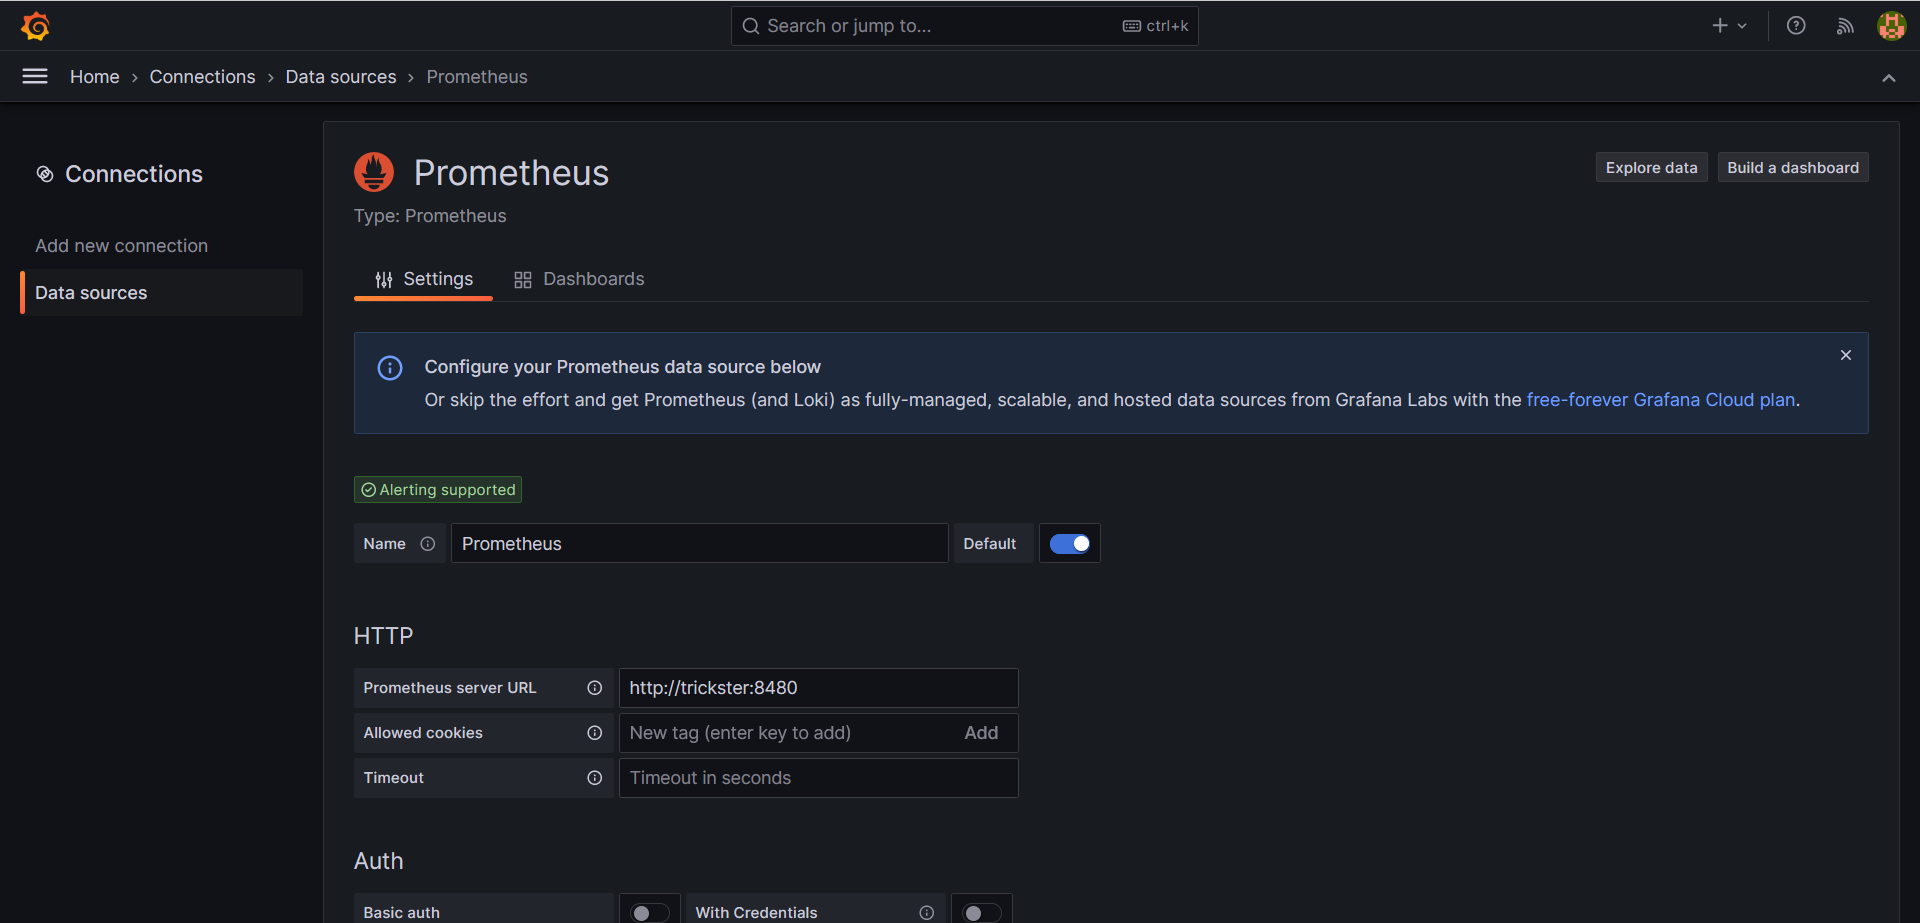 Search or jump to... ctrl+k
Home › Connections › Data sources › Prometheus
Connections
Add new connection
Data sources
Prometheus
Type: Prometheus
Explore data Build a dashboard
Settings Dashboards
Configure your Prometheus data source below
Or skip the effort and get Prometheus (and Loki) as fully-managed, scalable, and hosted data sources from Grafana Labs with the free-forever Grafana Cloud plan.
Alerting supported
Name Prometheus Default
HTTP
Prometheus server URL http://trickster:8480
Allowed cookies New tag (enter key to add) Add
Timeout Timeout in seconds
Auth
Basic auth With Credentials